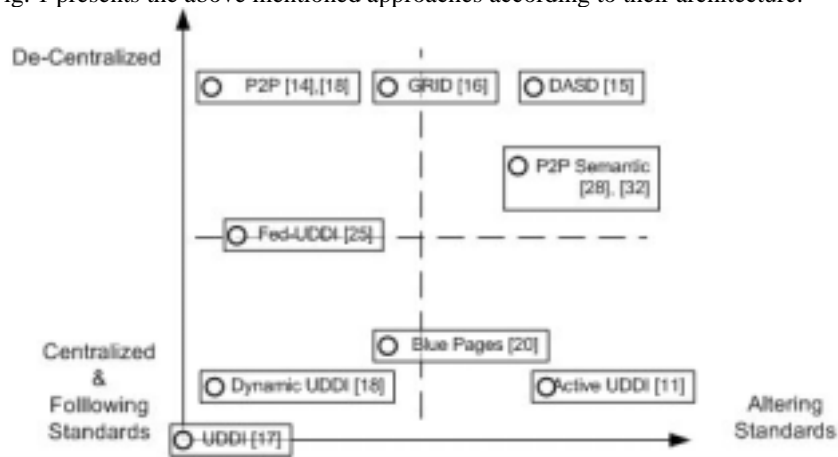 ig. 1 presents the above mentioned approaches according to their architecture.
De-Centralized
P2P [14],[18]
GRID [16]
DASD [15]
P2P Semantic
[28], [32]
Fed-UDDI [25]
Blue Pages [20]
Centralized
&
Folllowing
Standards
Dynamic UDDI [18]
Active UDDI [11]
Altering
Standards
UDDI [17]